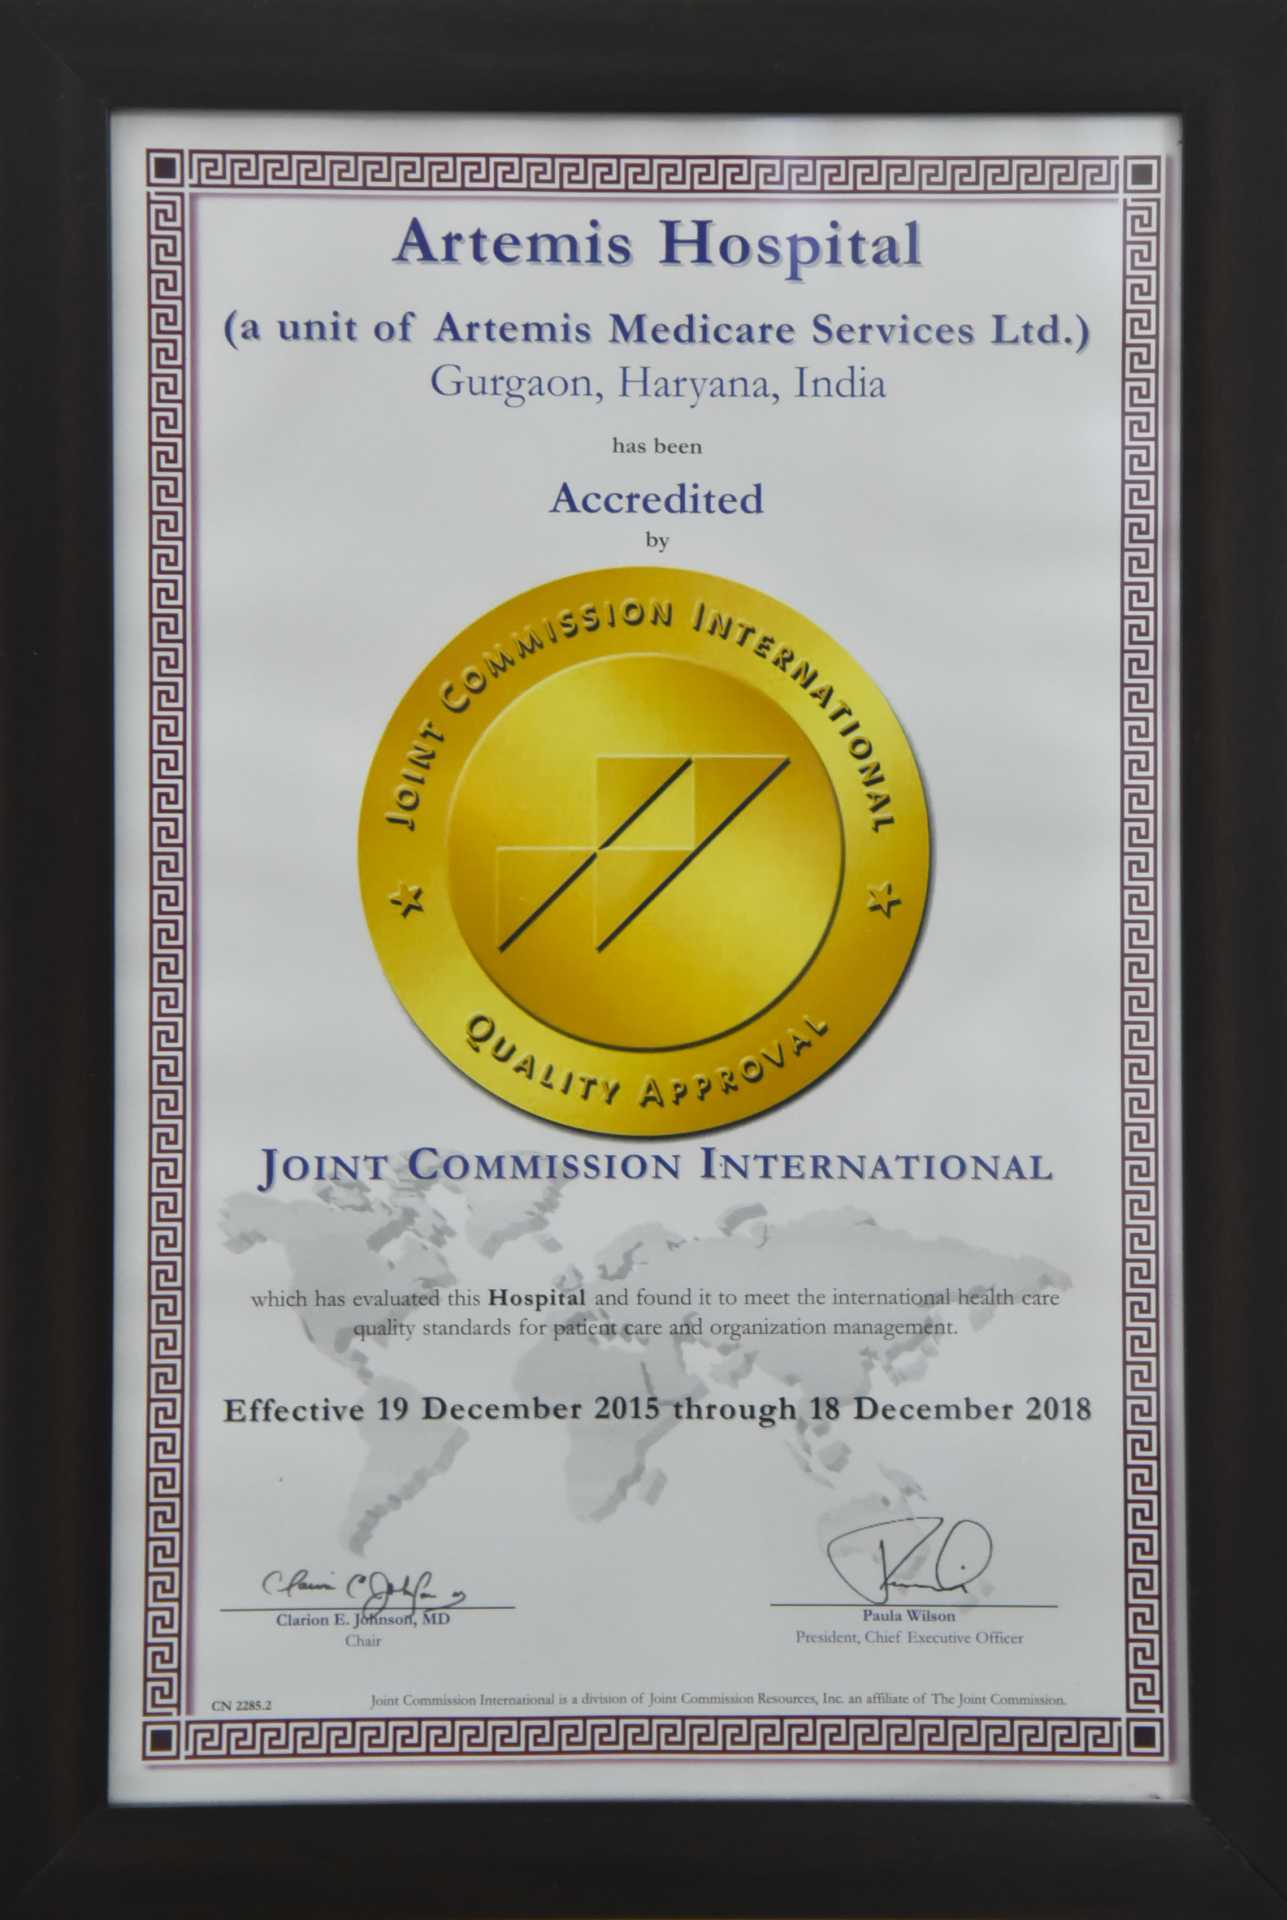 Artemis Hospital
(a unit of Artemis Medicare Services Ltd.)
Gurgaon, Haryana, India
has been
Accredited
by
JOINT COMMISSION INTERNATIONAL
QUALITY APPROVAL
JOINT COMMISSION INTERNATIONAL
which has evaluated this Hospital and found it to meet the international health care
quality standards for patient care and organization management.
Effective 19 December 2015 through 18 December 2018
Clarion E. Johnson, MD
Chair
Paula Wilson
President, Chief Executive Officer
CN 2285.2
Joint Commission International is a division of Joint Commission Resources, Inc. an affiliate of The Joint Commission.